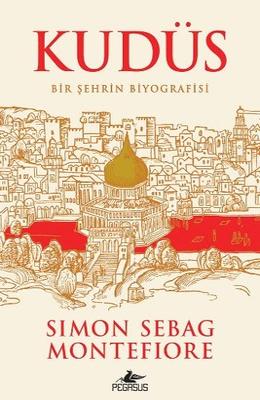 KUDÜS
BİR ŞEHRİN BİYOGRAFİSİ
SIMON SEBAG
MONTEFIORE
PEGASUS